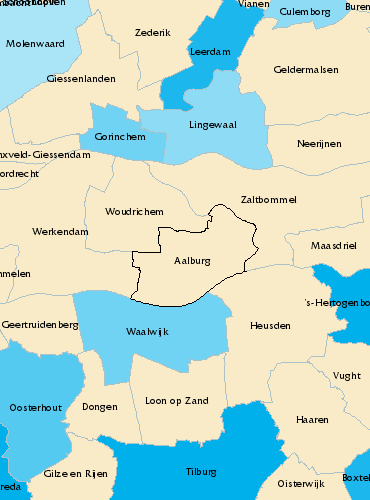 Vianen
Buren
Culemborg
Zederik
Molenwaard
Leerdam
Geldermalsen
Giessenlanden
Lingewaal
Gorinchem
Neerijnen
nxveld-Giessendam
ordrecht
Zaltbommel
Woudrichem
Werkendam
Maasdriel
Aalburg
mmelen
's-Hertogenbo
Geertruidenberg
Waalwijk
Heusden
Vught
Loon op Zand
Oosterhout
Dongen
Haaren
Tilburg
Gilze en Rijen
Boxtel
Oisterwijk
reda